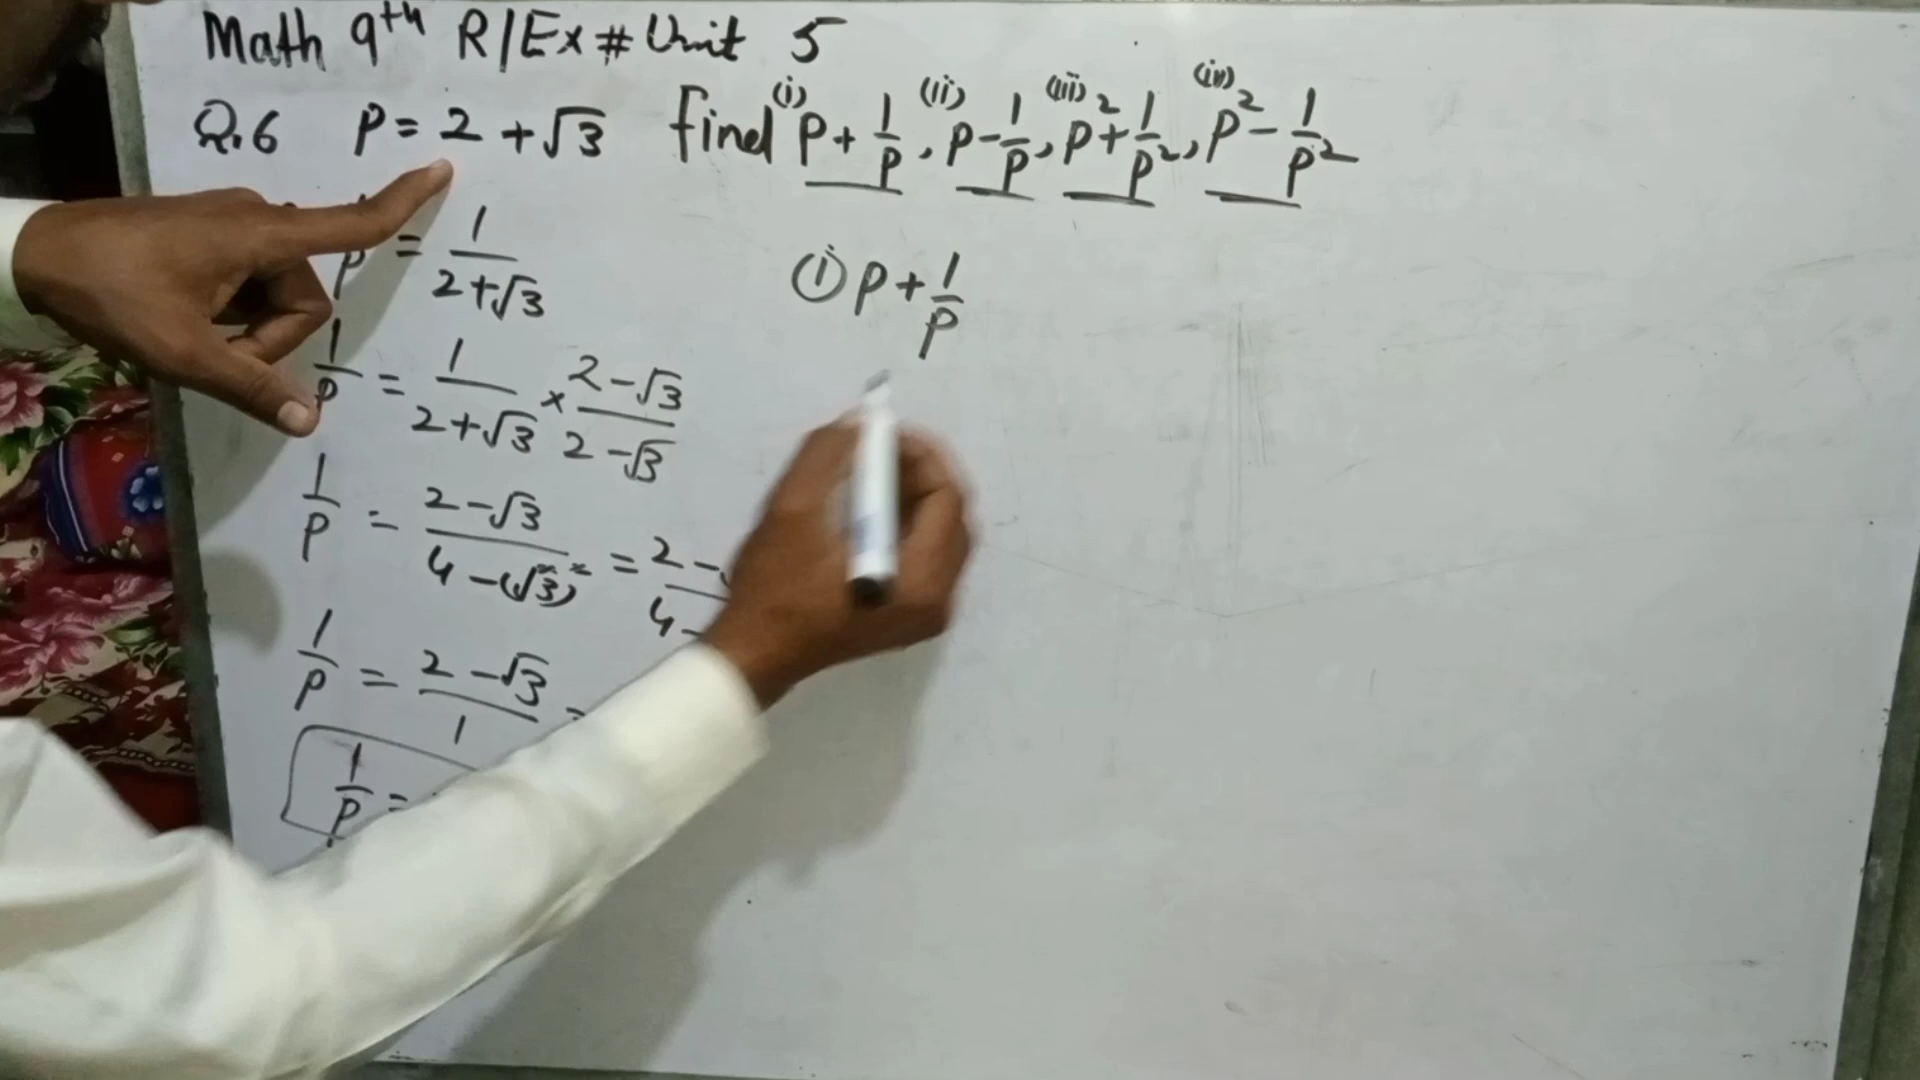 Math 9th R/Ex # Unit 5
Q.6 P = 2 + √3 Find (i) P + 1/P, (ii) P - 1/P, (iii) P² + 1/P², (iv) P² - 1/P²
1/P = 1/(2+√3)
1/P = 1/(2+√3) × (2-√3)/(2-√3)
1/P = (2-√3)/(4-(√3)²) = (2-)/(4-)
1/P = (2-√3)/1 =
1/P =
(i) P + 1/P